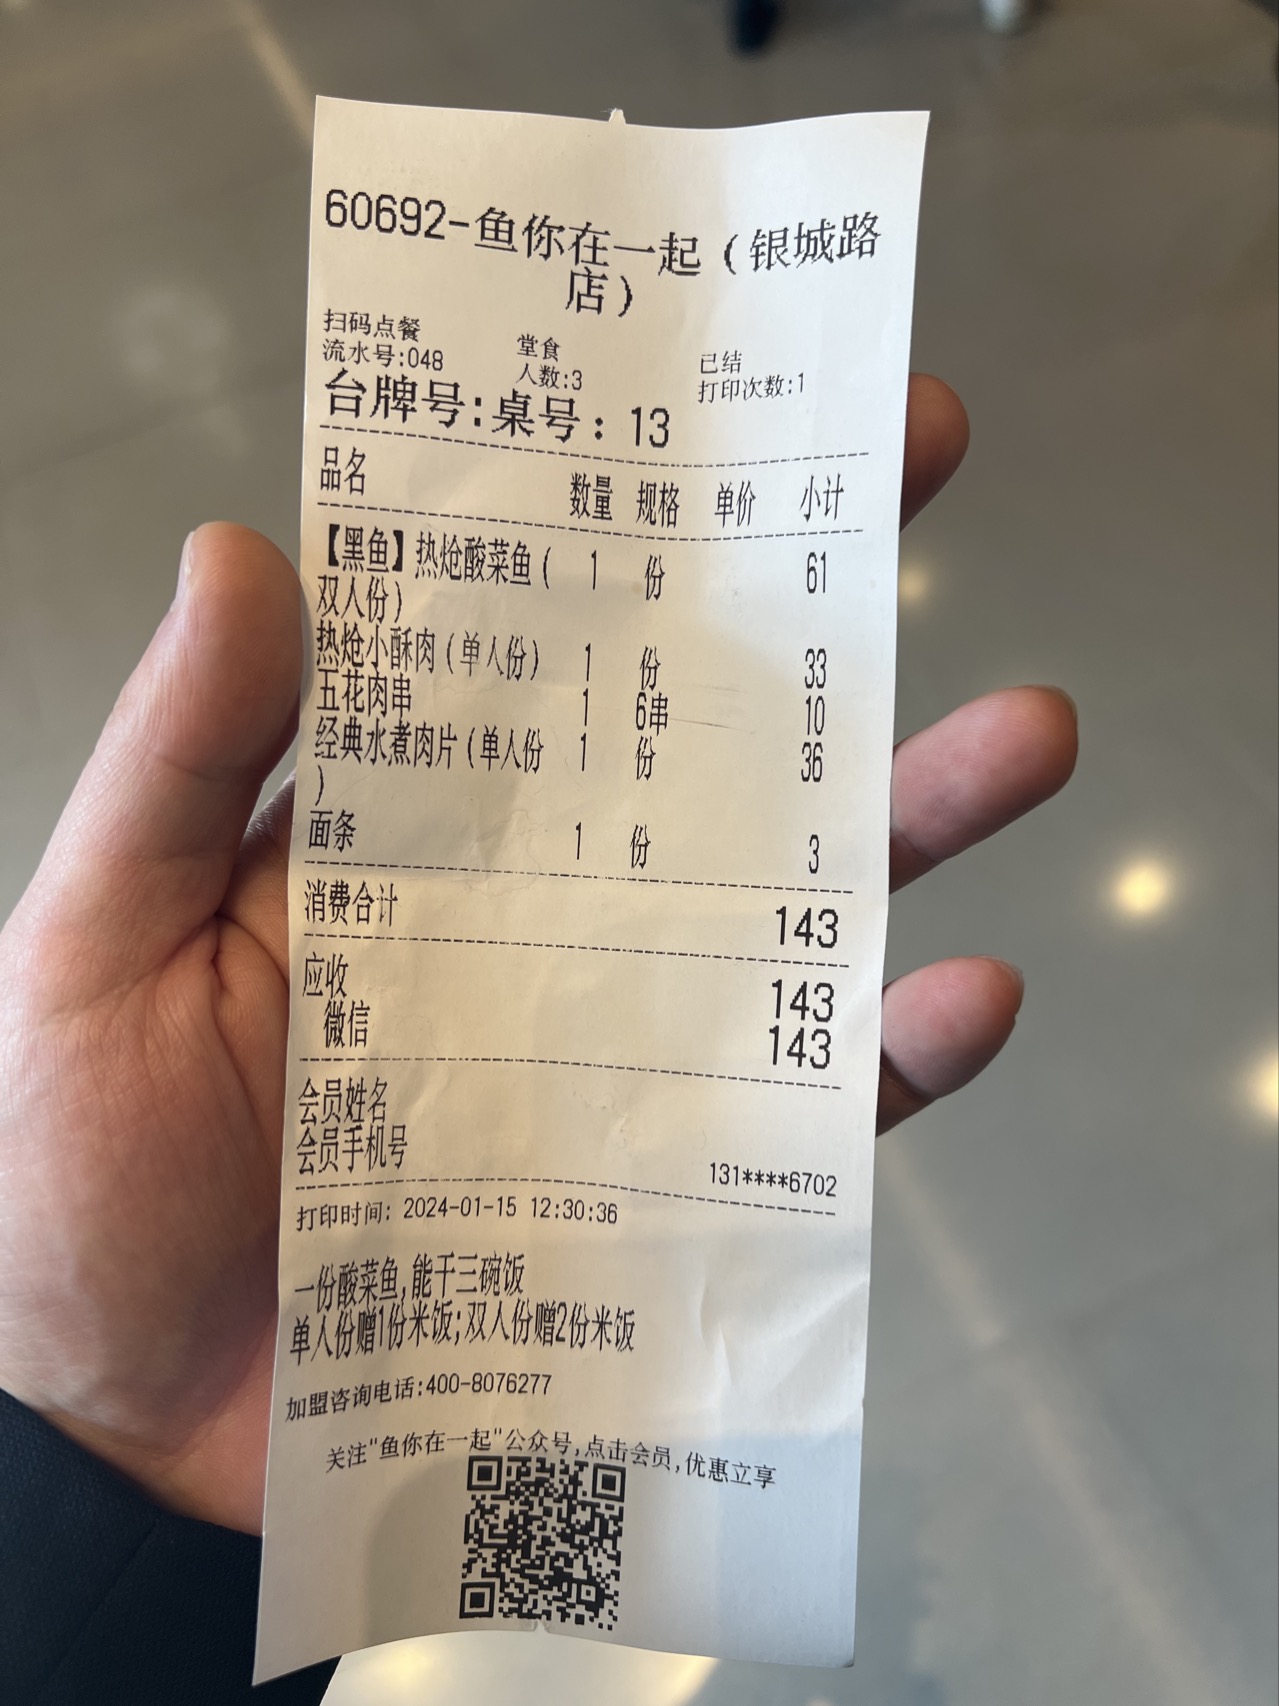 60692-鱼你在一起(银城路
店)
扫码点餐 堂食 已结
流水号:048 人数:3 打印次数:1
台牌号:桌号:13
品名 数量 规格 单价 小计
【黑鱼】热炝酸菜鱼( 1 份 61
双人份)
热炝小酥肉(单人份) 1 份 33
五花肉串 1 6串 10
经典水煮肉片(单人份 1 份 36
)
面条 1 份 3
消费合计 143
应收 143
微信 143
会员姓名
会员手机号 131****6702
打印时间: 2024-01-15 12:30:36
一份酸菜鱼,能干三碗饭
单人份赠1份米饭;双人份赠2份米饭
加盟咨询电话:400-8076277
关注"鱼你在一起"公众号,点击会员,优惠立享